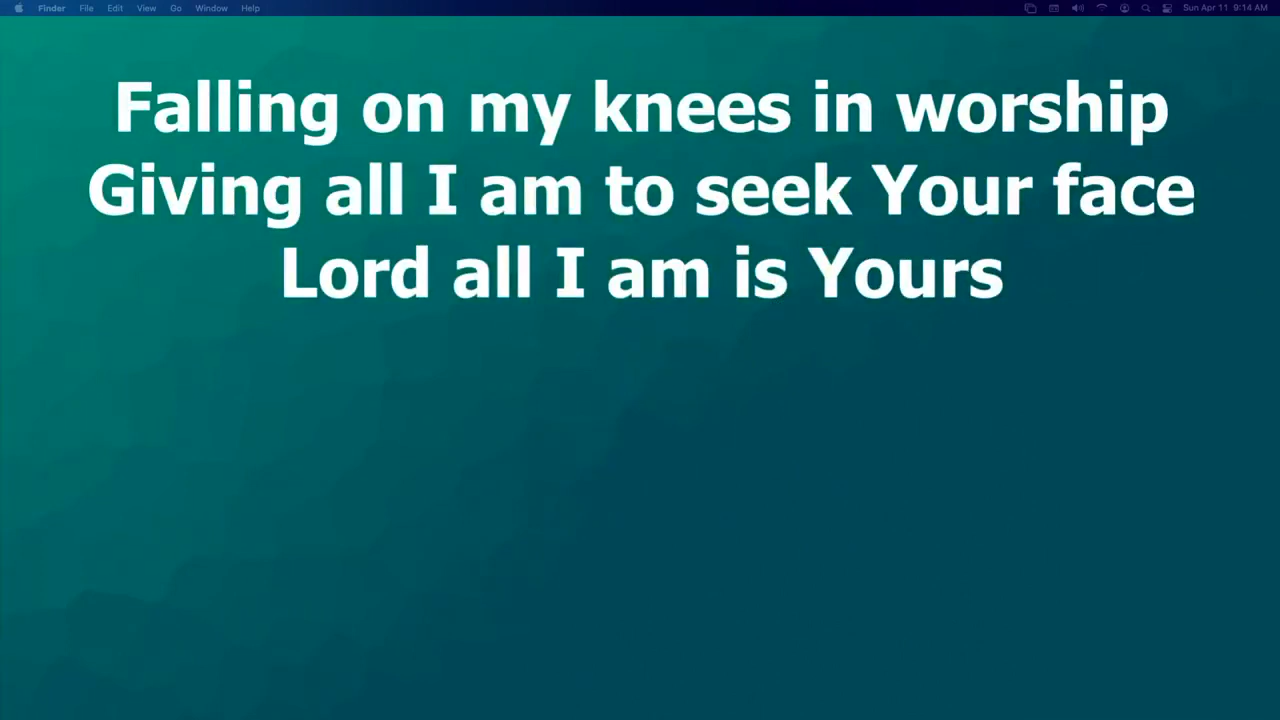 Finder File Edit View Go Window Help Sun Apr 11 9:14 AM
Falling on my knees in worship
Giving all I am to seek Your face
Lord all I am is Yours